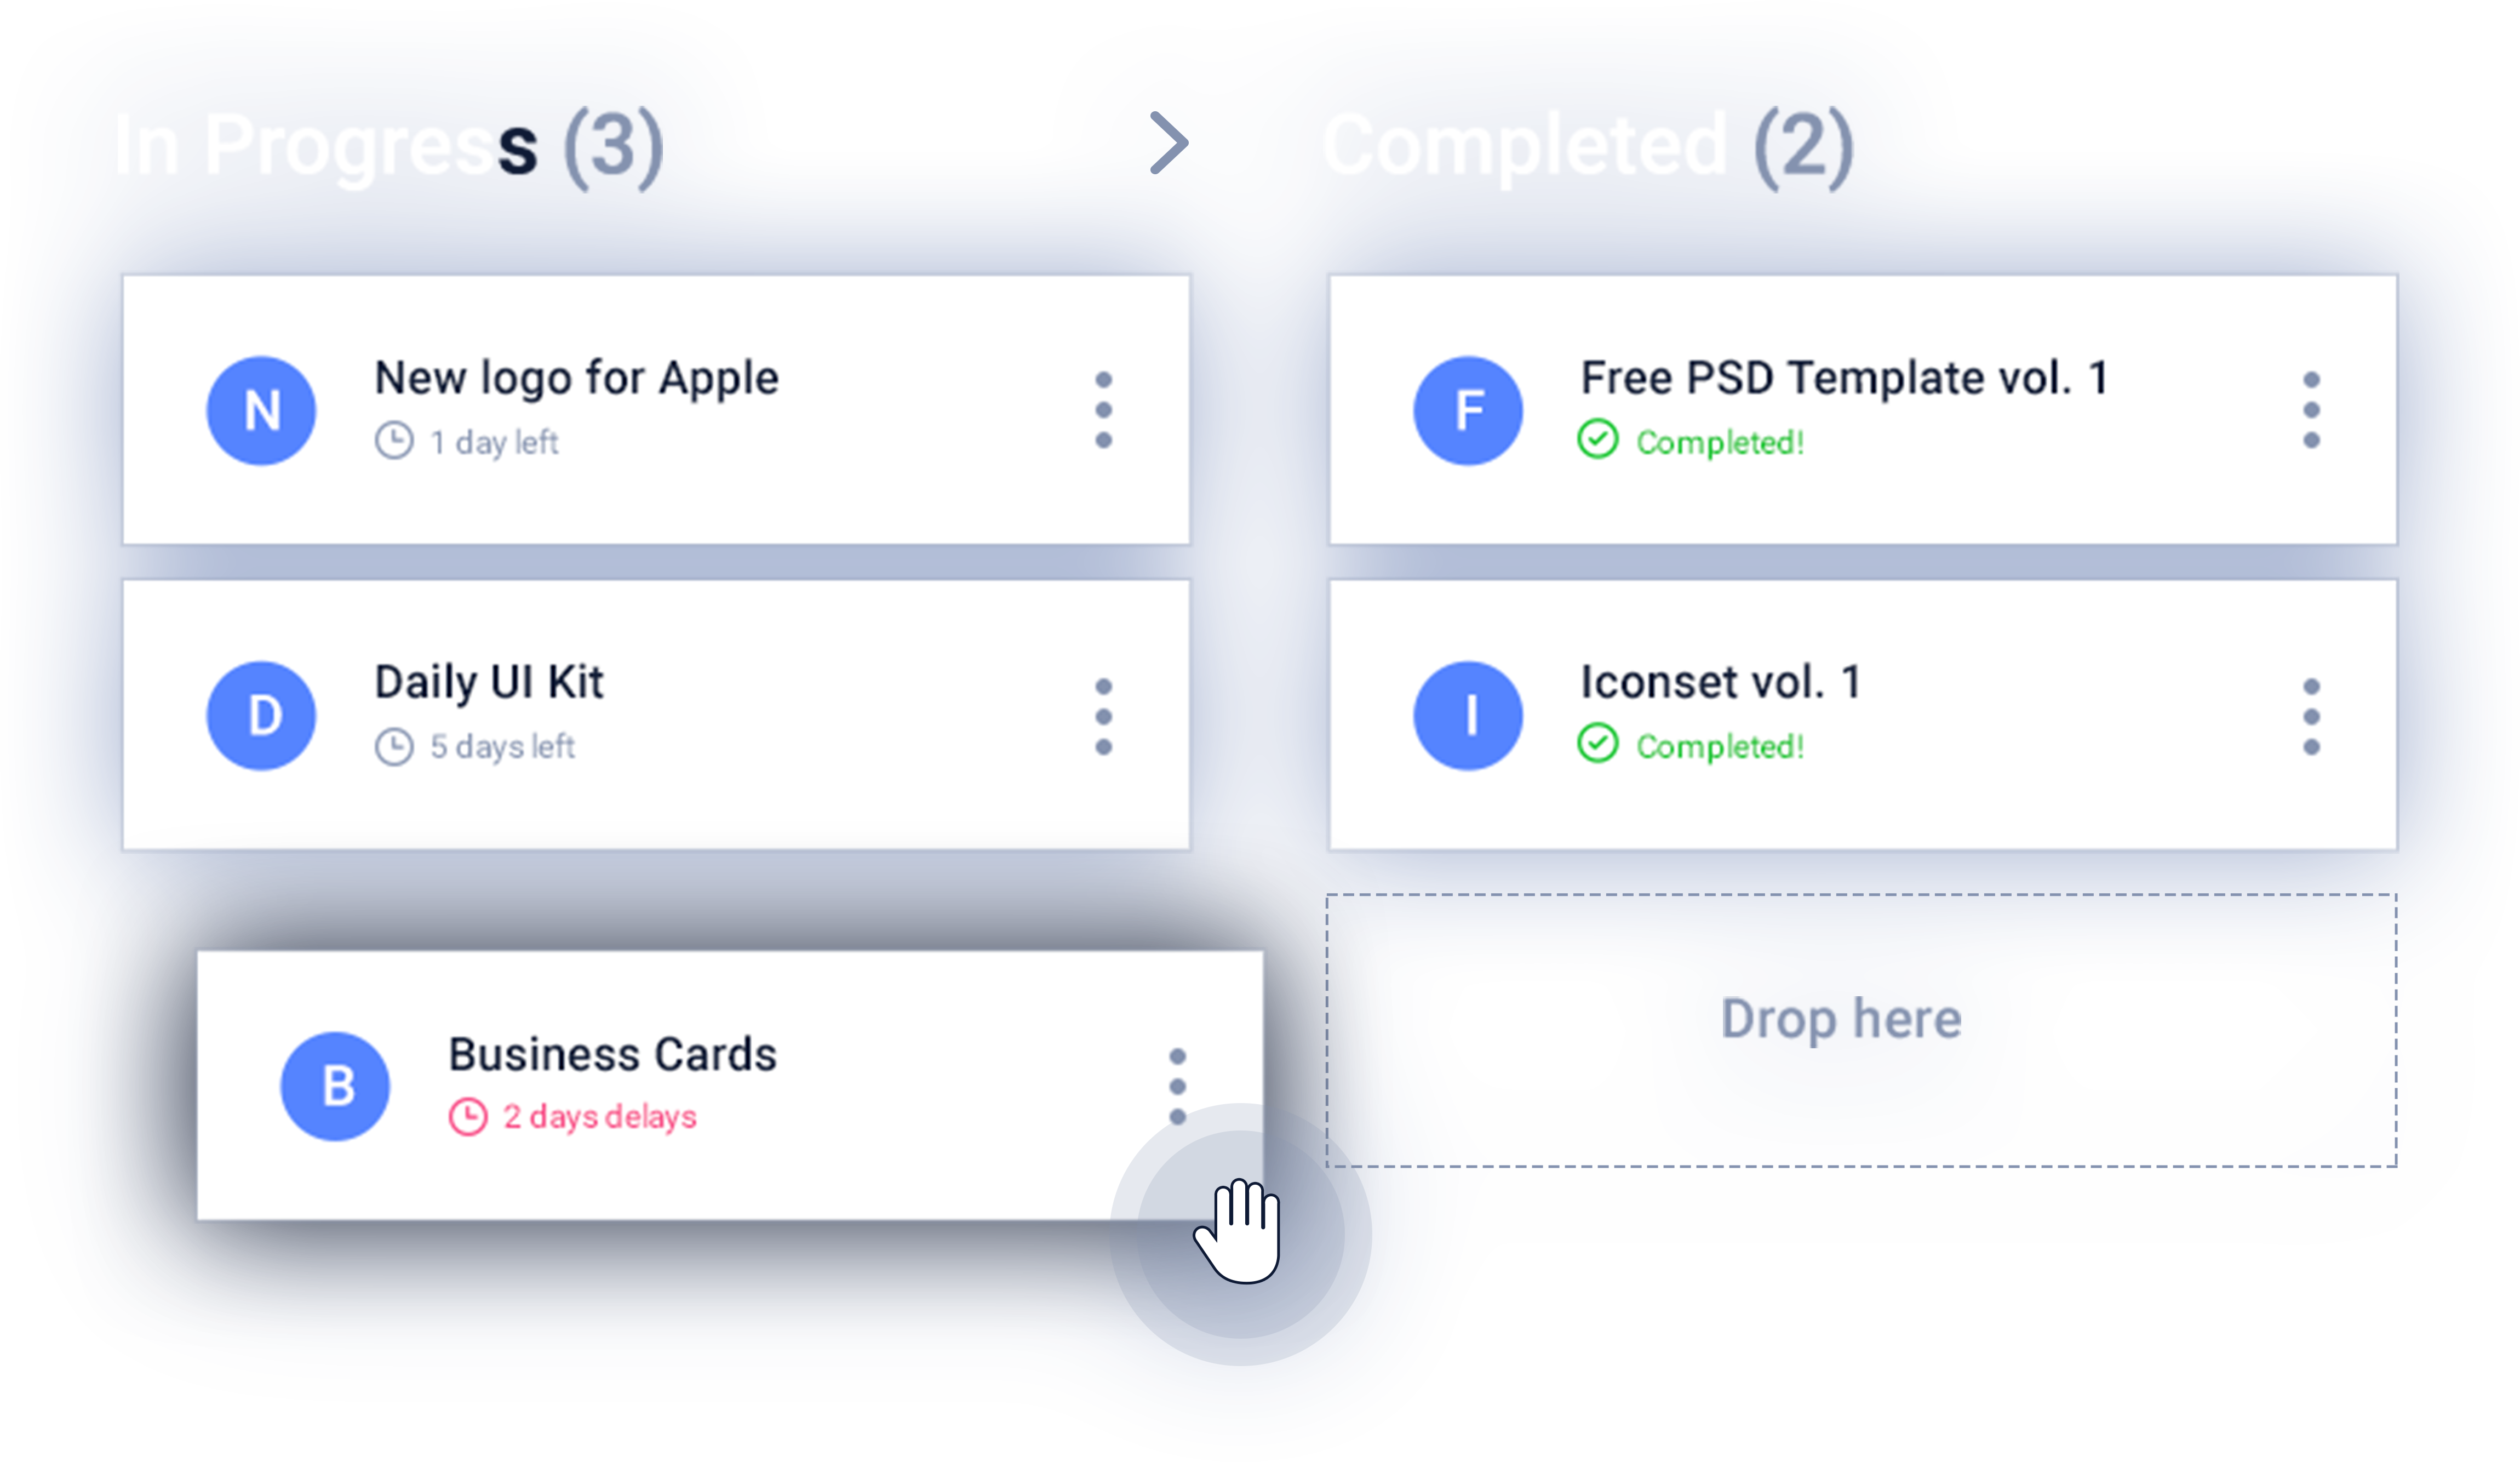 In Progress (3)
N
New logo for Apple
1 day left
D
Daily UI Kit
5 days left
B
Business Cards
2 days delays
Completed (2)
F
Free PSD Template vol. 1
Completed!
I
Iconset vol. 1
Completed!
Drop here